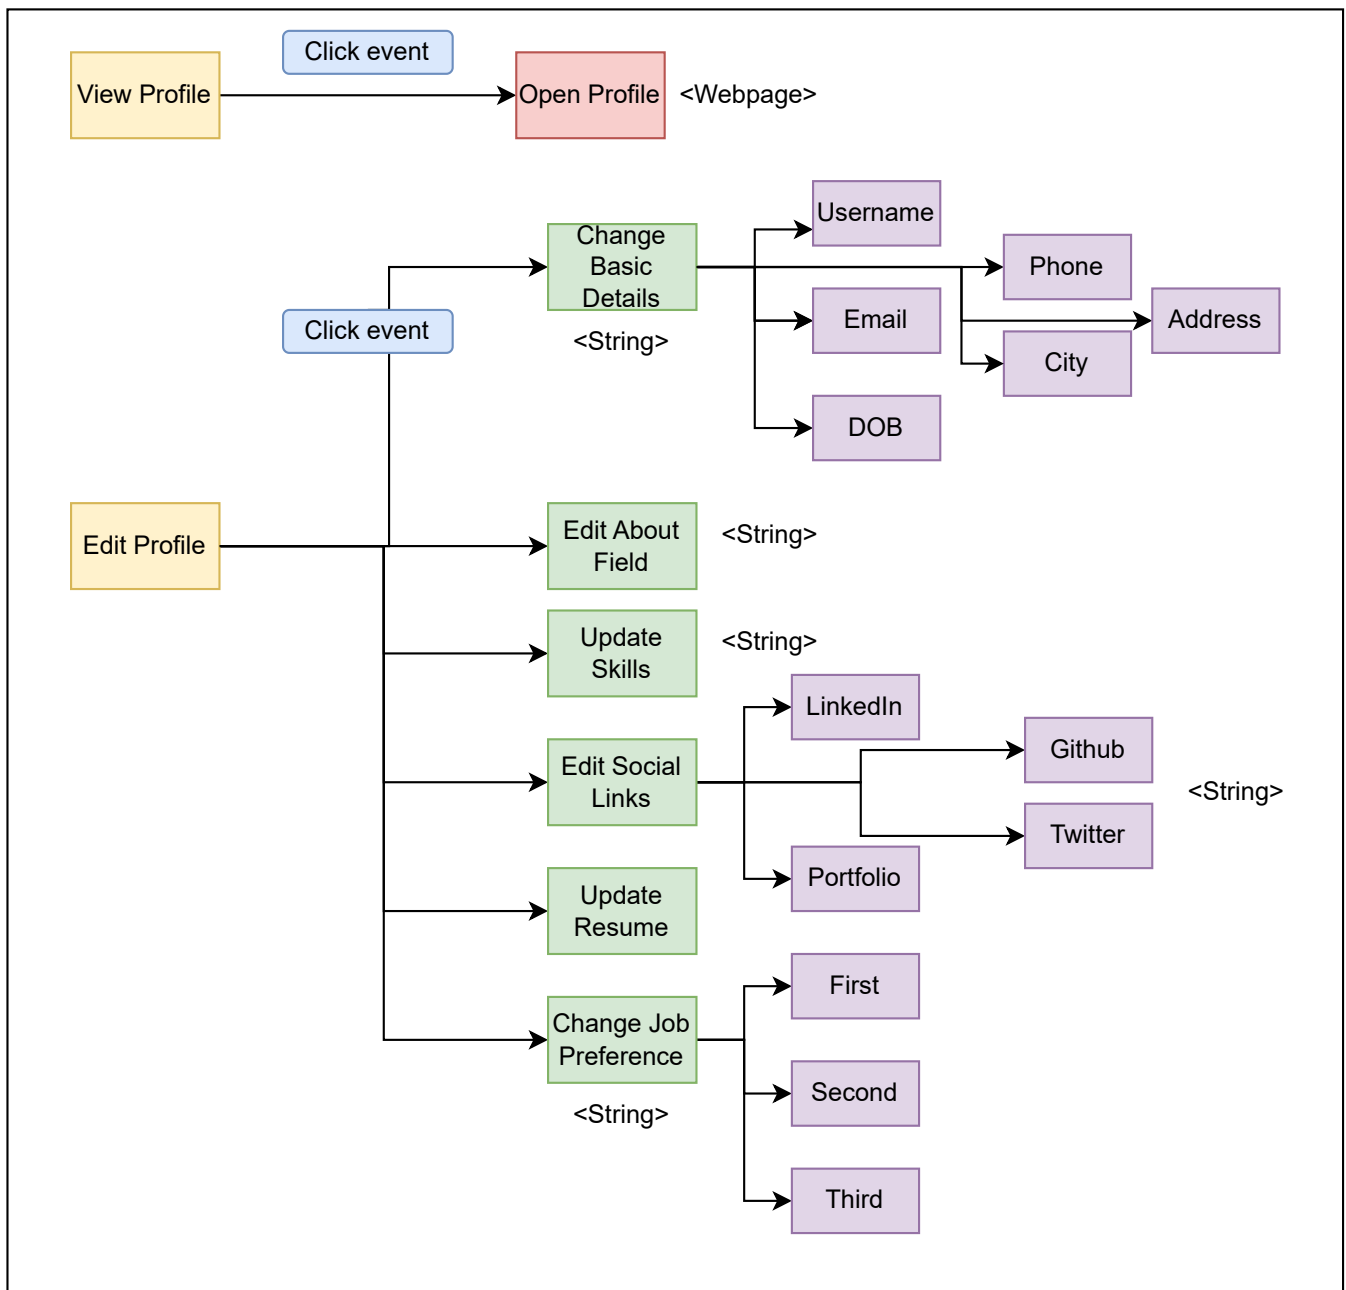 Click event
View Profile
Open Profile
<Webpage>
Username
Change
Basic
Details
Phone
Email
Address
Click event
<String>
City
DOB
Edit Profile
Edit About
Field
<String>
Update
Skills
<String>
LinkedIn
Edit Social
Links
Github
<String>
Twitter
Portfolio
Update
Resume
First
Change Job
Preference
Second
<String>
Third